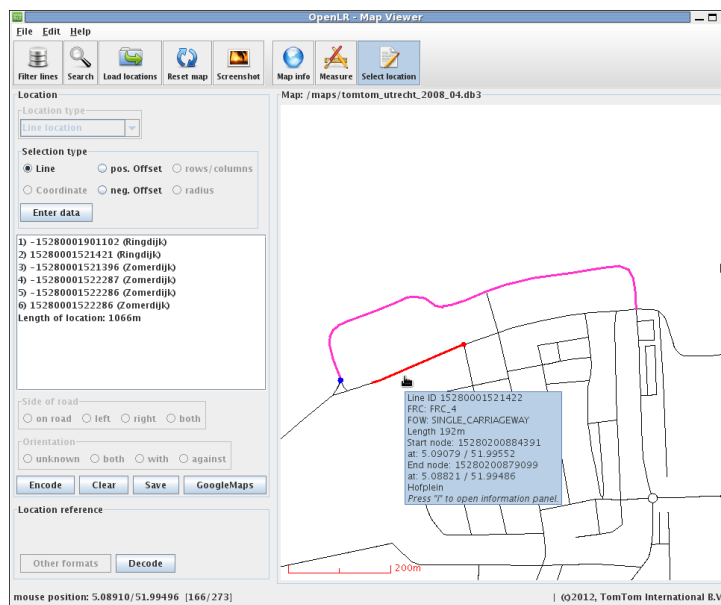 OpenLR - Map Viewer
File Edit Help
Filter lines Search Load locations Reset map Screenshot Map info Measure Select location
Location
Location type
Line location
Selection type
Line pos. Offset rows/columns
Coordinate neg. Offset radius
Enter data
1) -15280001901102 (Ringdijk)
2) 15280001521421 (Ringdijk)
3) -15280001521396 (Zomerdijk)
4) -15280001522287 (Zomerdijk)
5) -15280001522286 (Zomerdijk)
6) 15280001522286 (Zomerdijk)
Length of location: 1066m
Side of road
on road left right both
Orientation
unknown both with against
Encode Clear Save GoogleMaps
Location reference
Other formats Decode
Map: /maps/tomtom_utrecht_2008_04.db3
Line ID 15280001521422
FRC: FRC_4
FOW: SINGLE_CARRIAGEWAY
Length 192m
Start node: 15280200884391
at: 5.09079 / 51.99552
End node: 15280200879099
at: 5.08821 / 51.99486
Hofplein
Press "I" to open information panel.
200m
mouse position: 5.08910/51.99496 [166/273]
| (c)2012, TomTom International B.V